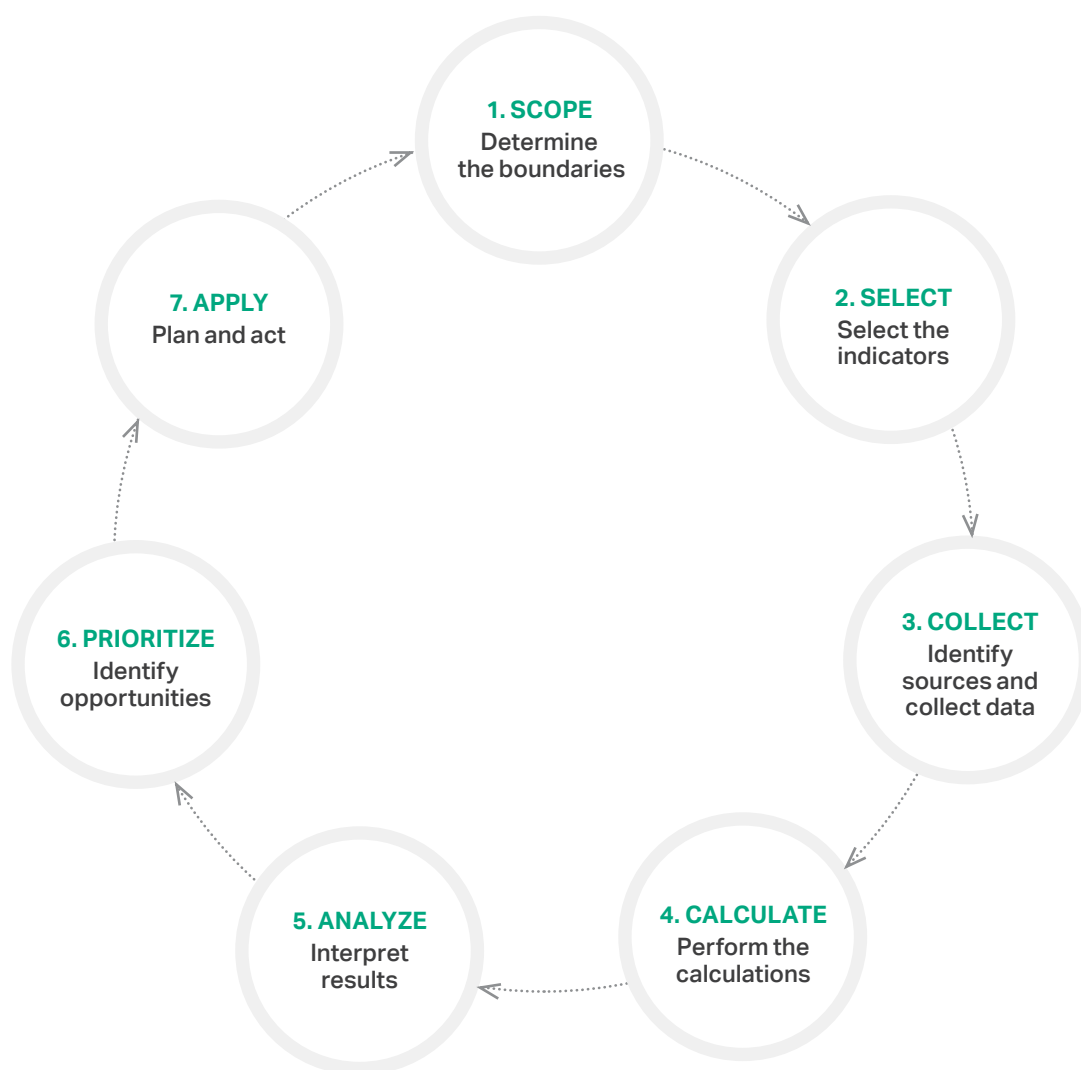 1. SCOPE
Determine
the boundaries
2. SELECT
Select the
indicators
3. COLLECT
Identify
sources and
collect data
4. CALCULATE
Perform the
calculations
5. ANALYZE
Interpret
results
6. PRIORITIZE
Identify
opportunities
7. APPLY
Plan and act